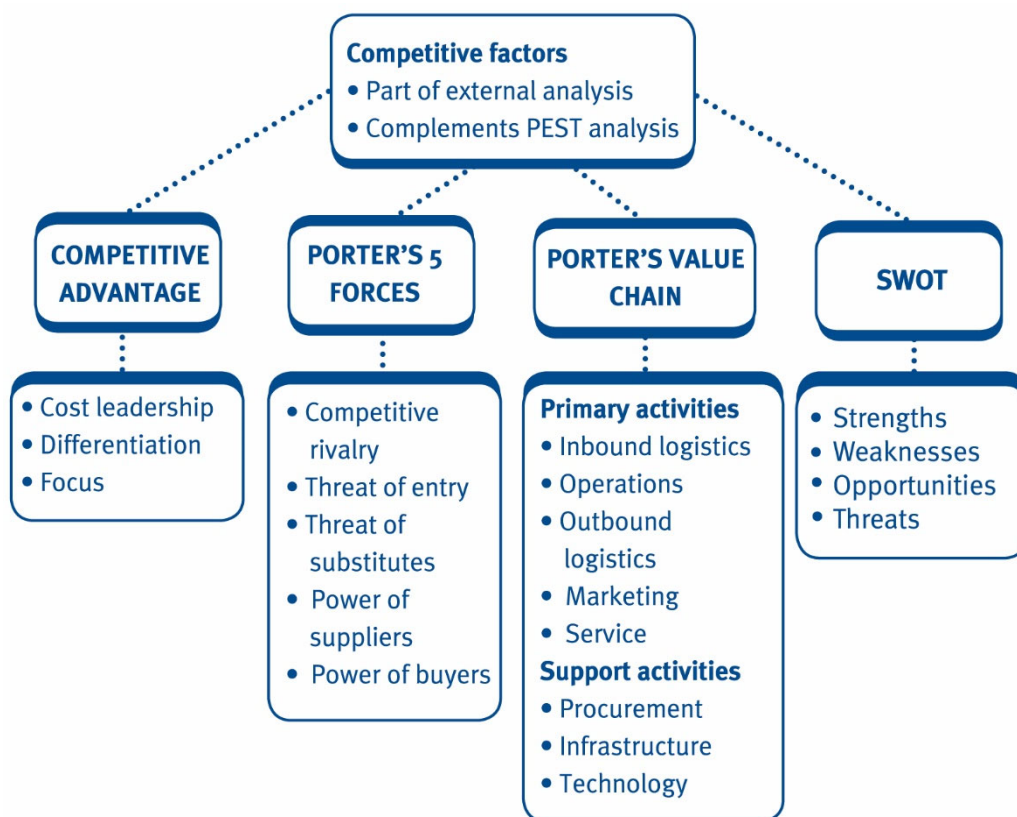 Competitive factors
• Part of external analysis
• Complements PEST analysis
COMPETITIVE
ADVANTAGE
PORTER'S 5
FORCES
PORTER'S VALUE
CHAIN
SWOT
• Cost leadership
• Differentiation
• Focus
• Competitive
rivalry
• Threat of entry
• Threat of
substitutes
• Power of
suppliers
• Power of buyers
Primary activities
• Inbound logistics
• Operations
• Outbound
logistics
• Marketing
• Service
Support activities
• Procurement
• Infrastructure
• Technology
• Strengths
• Weaknesses
• Opportunities
• Threats